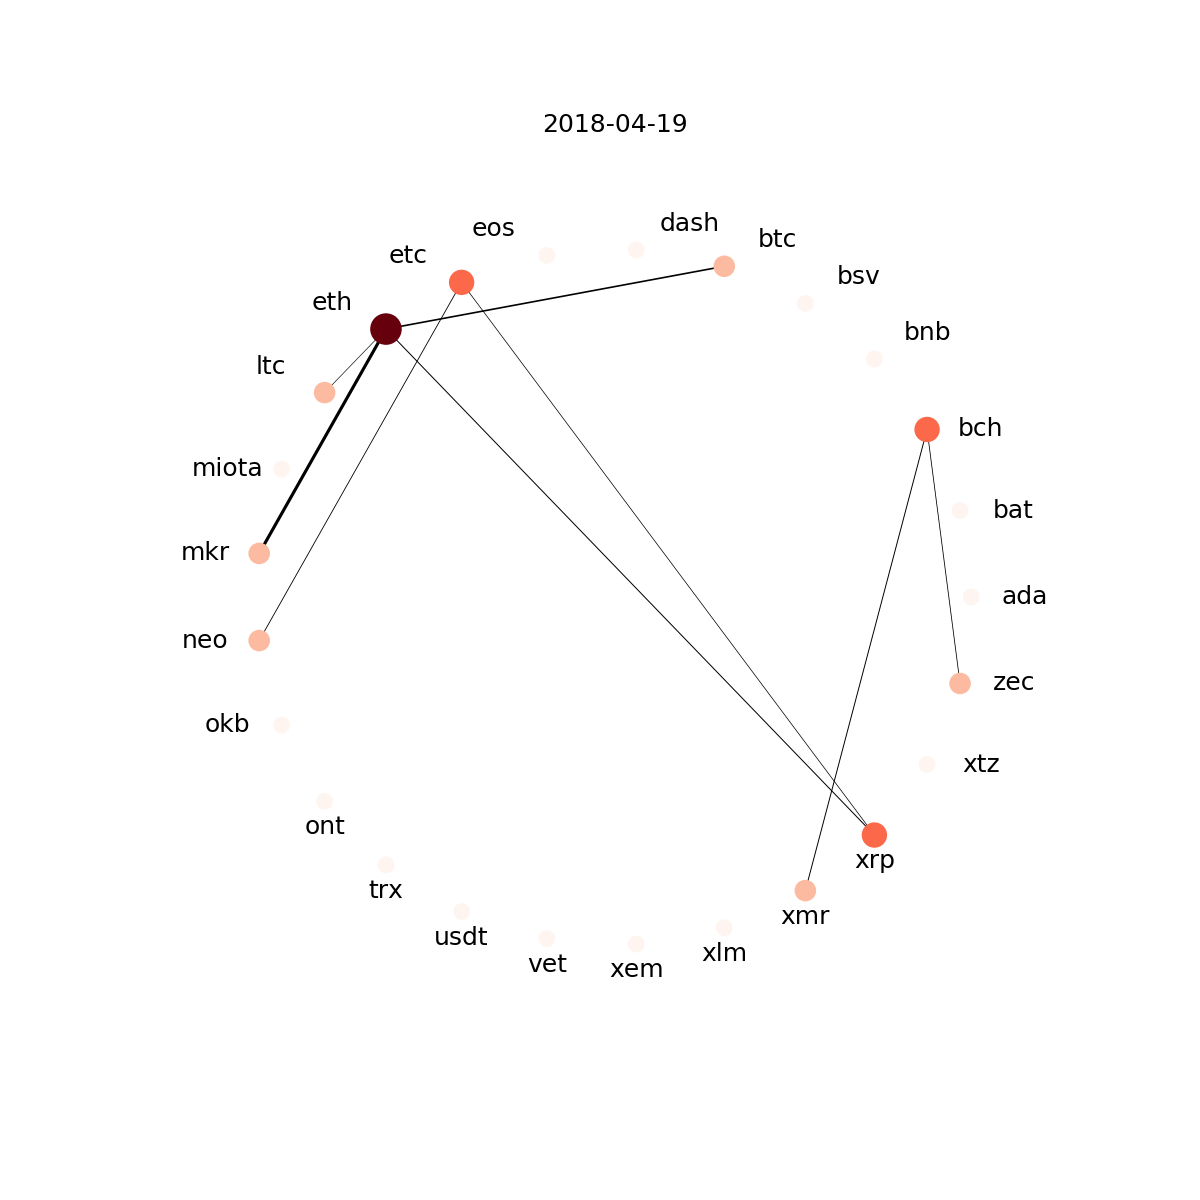 2018-04-19
dash
eos
btc
etc
bsv
eth
bnb
ltc
bch
miota
bat
mkr
ada
neo
zec
okb
xtz
ont
xrp
trx
xmr
usdt
xlm
vet
xem